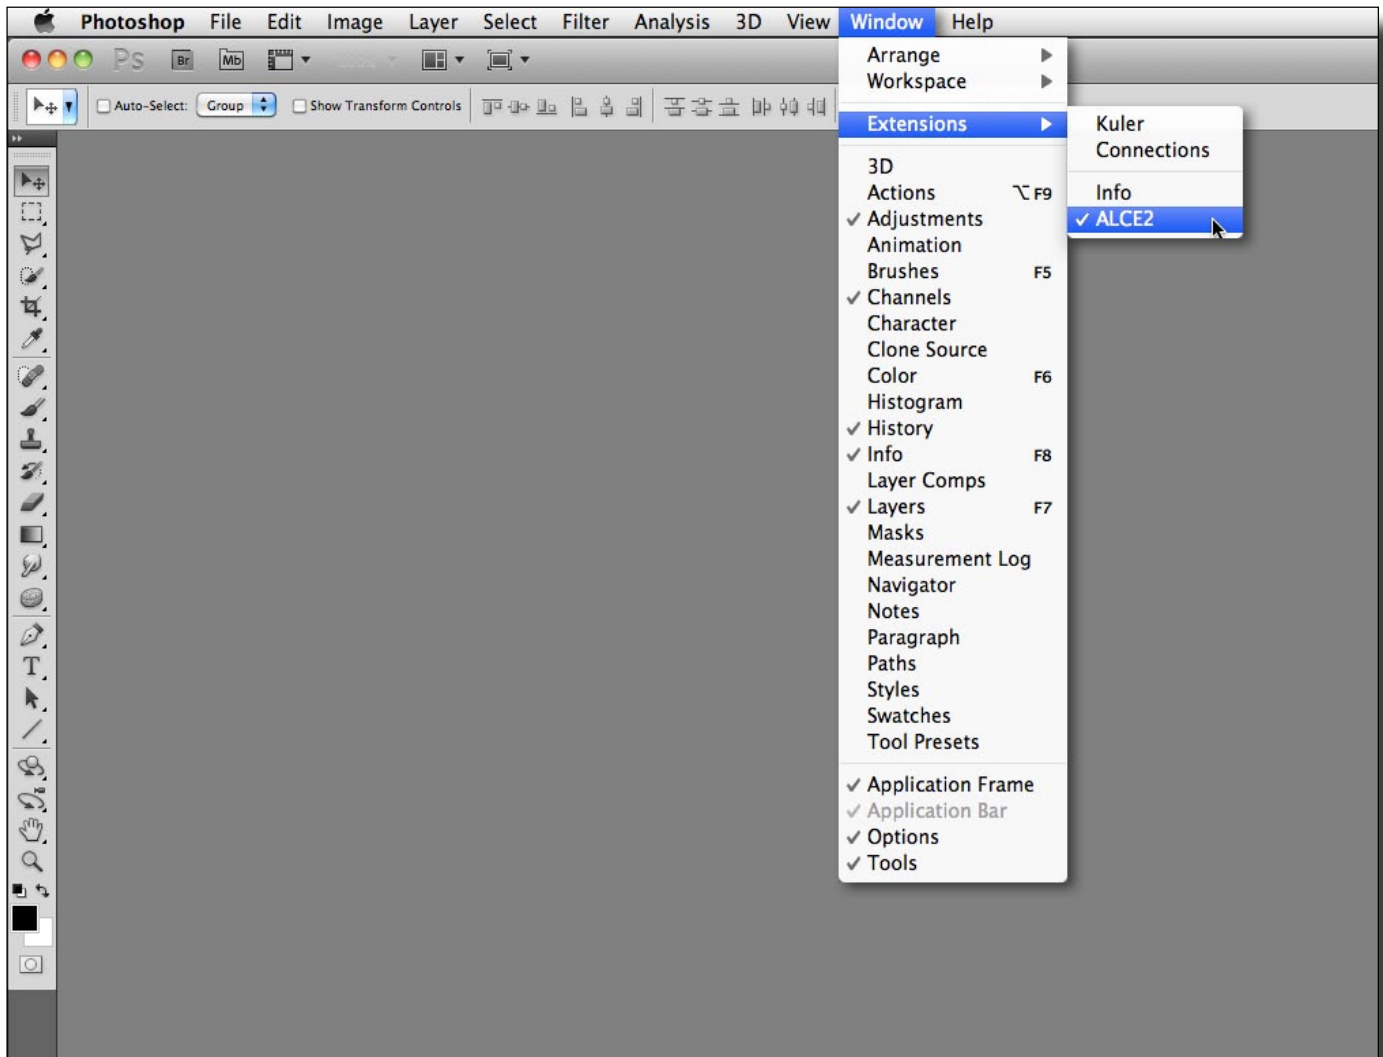 Photoshop File Edit Image Layer Select Filter Analysis 3D View Window Help
Ps Br Mb
Auto-Select: Group Show Transform Controls
Arrange
Workspace
Extensions
Kuler
Connections
Info
ALCE2
3D
Actions ⌥F9
Adjustments
Animation
Brushes F5
Channels
Character
Clone Source
Color F6
Histogram
History
Info F8
Layer Comps
Layers F7
Masks
Measurement Log
Navigator
Notes
Paragraph
Paths
Styles
Swatches
Tool Presets
Application Frame
Application Bar
Options
Tools
T